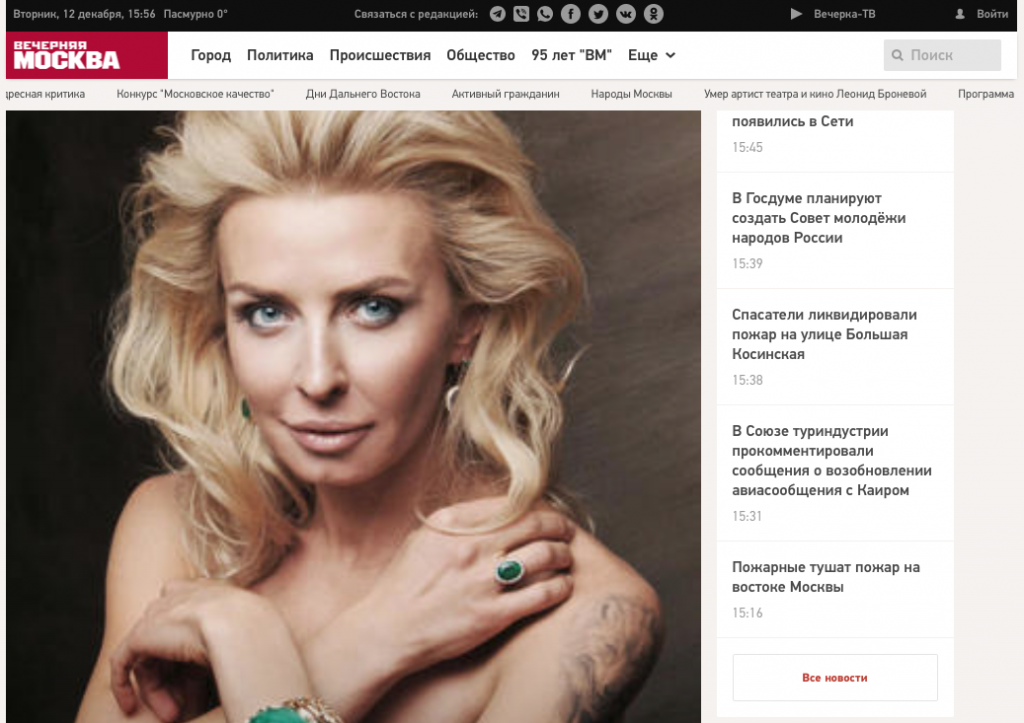 Вторник, 12 декабря, 15:56 Пасмурно 0°
Связаться с редакцией:
Вечерка-ТВ
Войти
ВЕЧЕРНЯЯ
МОСКВА
Город Политика Происшествия Общество 95 лет "ВМ" Еще
Поиск
критика Конкурс "Московское качество" Дни Дальнего Востока Активный гражданин Народы Москвы Умер артист театра и кино Леонид Броневой Программа
появились в Сети
15:45
В Госдуме планируют
создать Совет молодёжи
народов России
15:39
Спасатели ликвидировали
пожар на улице Большая
Косинская
15:38
В Союзе туриндустрии
прокомментировали
сообщения о возобновлении
авиасообщения с Каиром
15:31
Пожарные тушат пожар на
востоке Москвы
15:16
Все новости